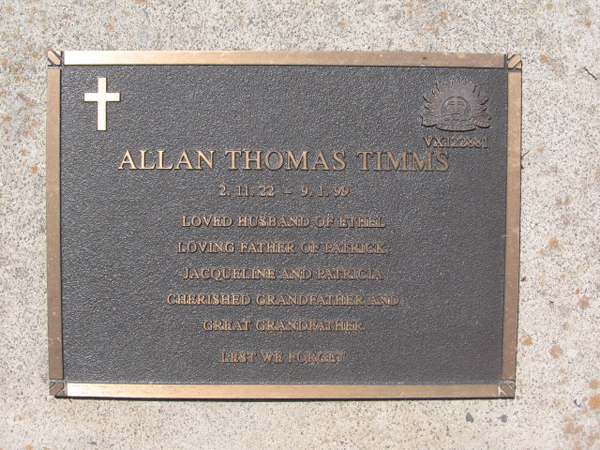 VX122681
ALLAN THOMAS TIMMS
2. 11. 22 - 9. 1. 99
LOVED HUSBAND OF ETHEL
LOVING FATHER OF PATRICK,
JACQUELINE AND PATRICIA
CHERISHED GRANDFATHER AND
GREAT GRANDFATHER
LEST WE FORGET